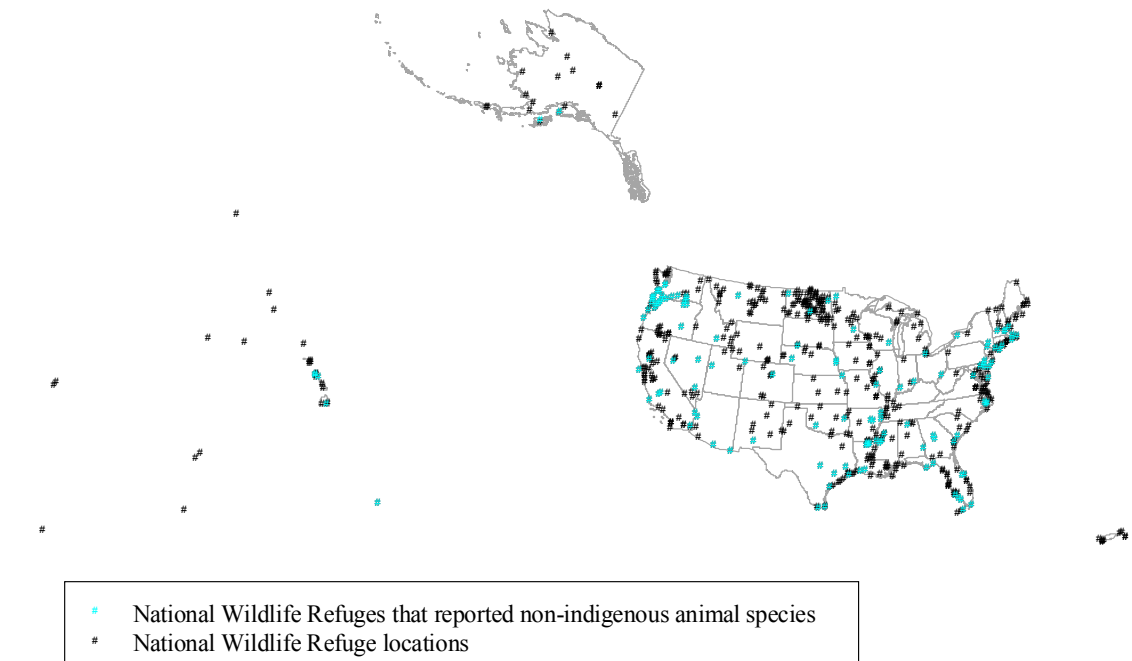 # National Wildlife Refuges that reported non-indigenous animal species
# National Wildlife Refuge locations